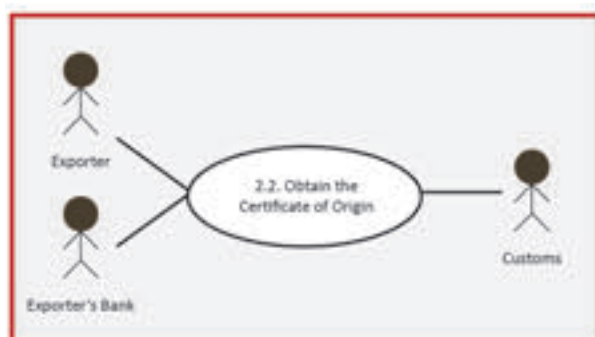 Exporter
2.2. Obtain the
Certificate of Origin
Customs
Exporter's Bank